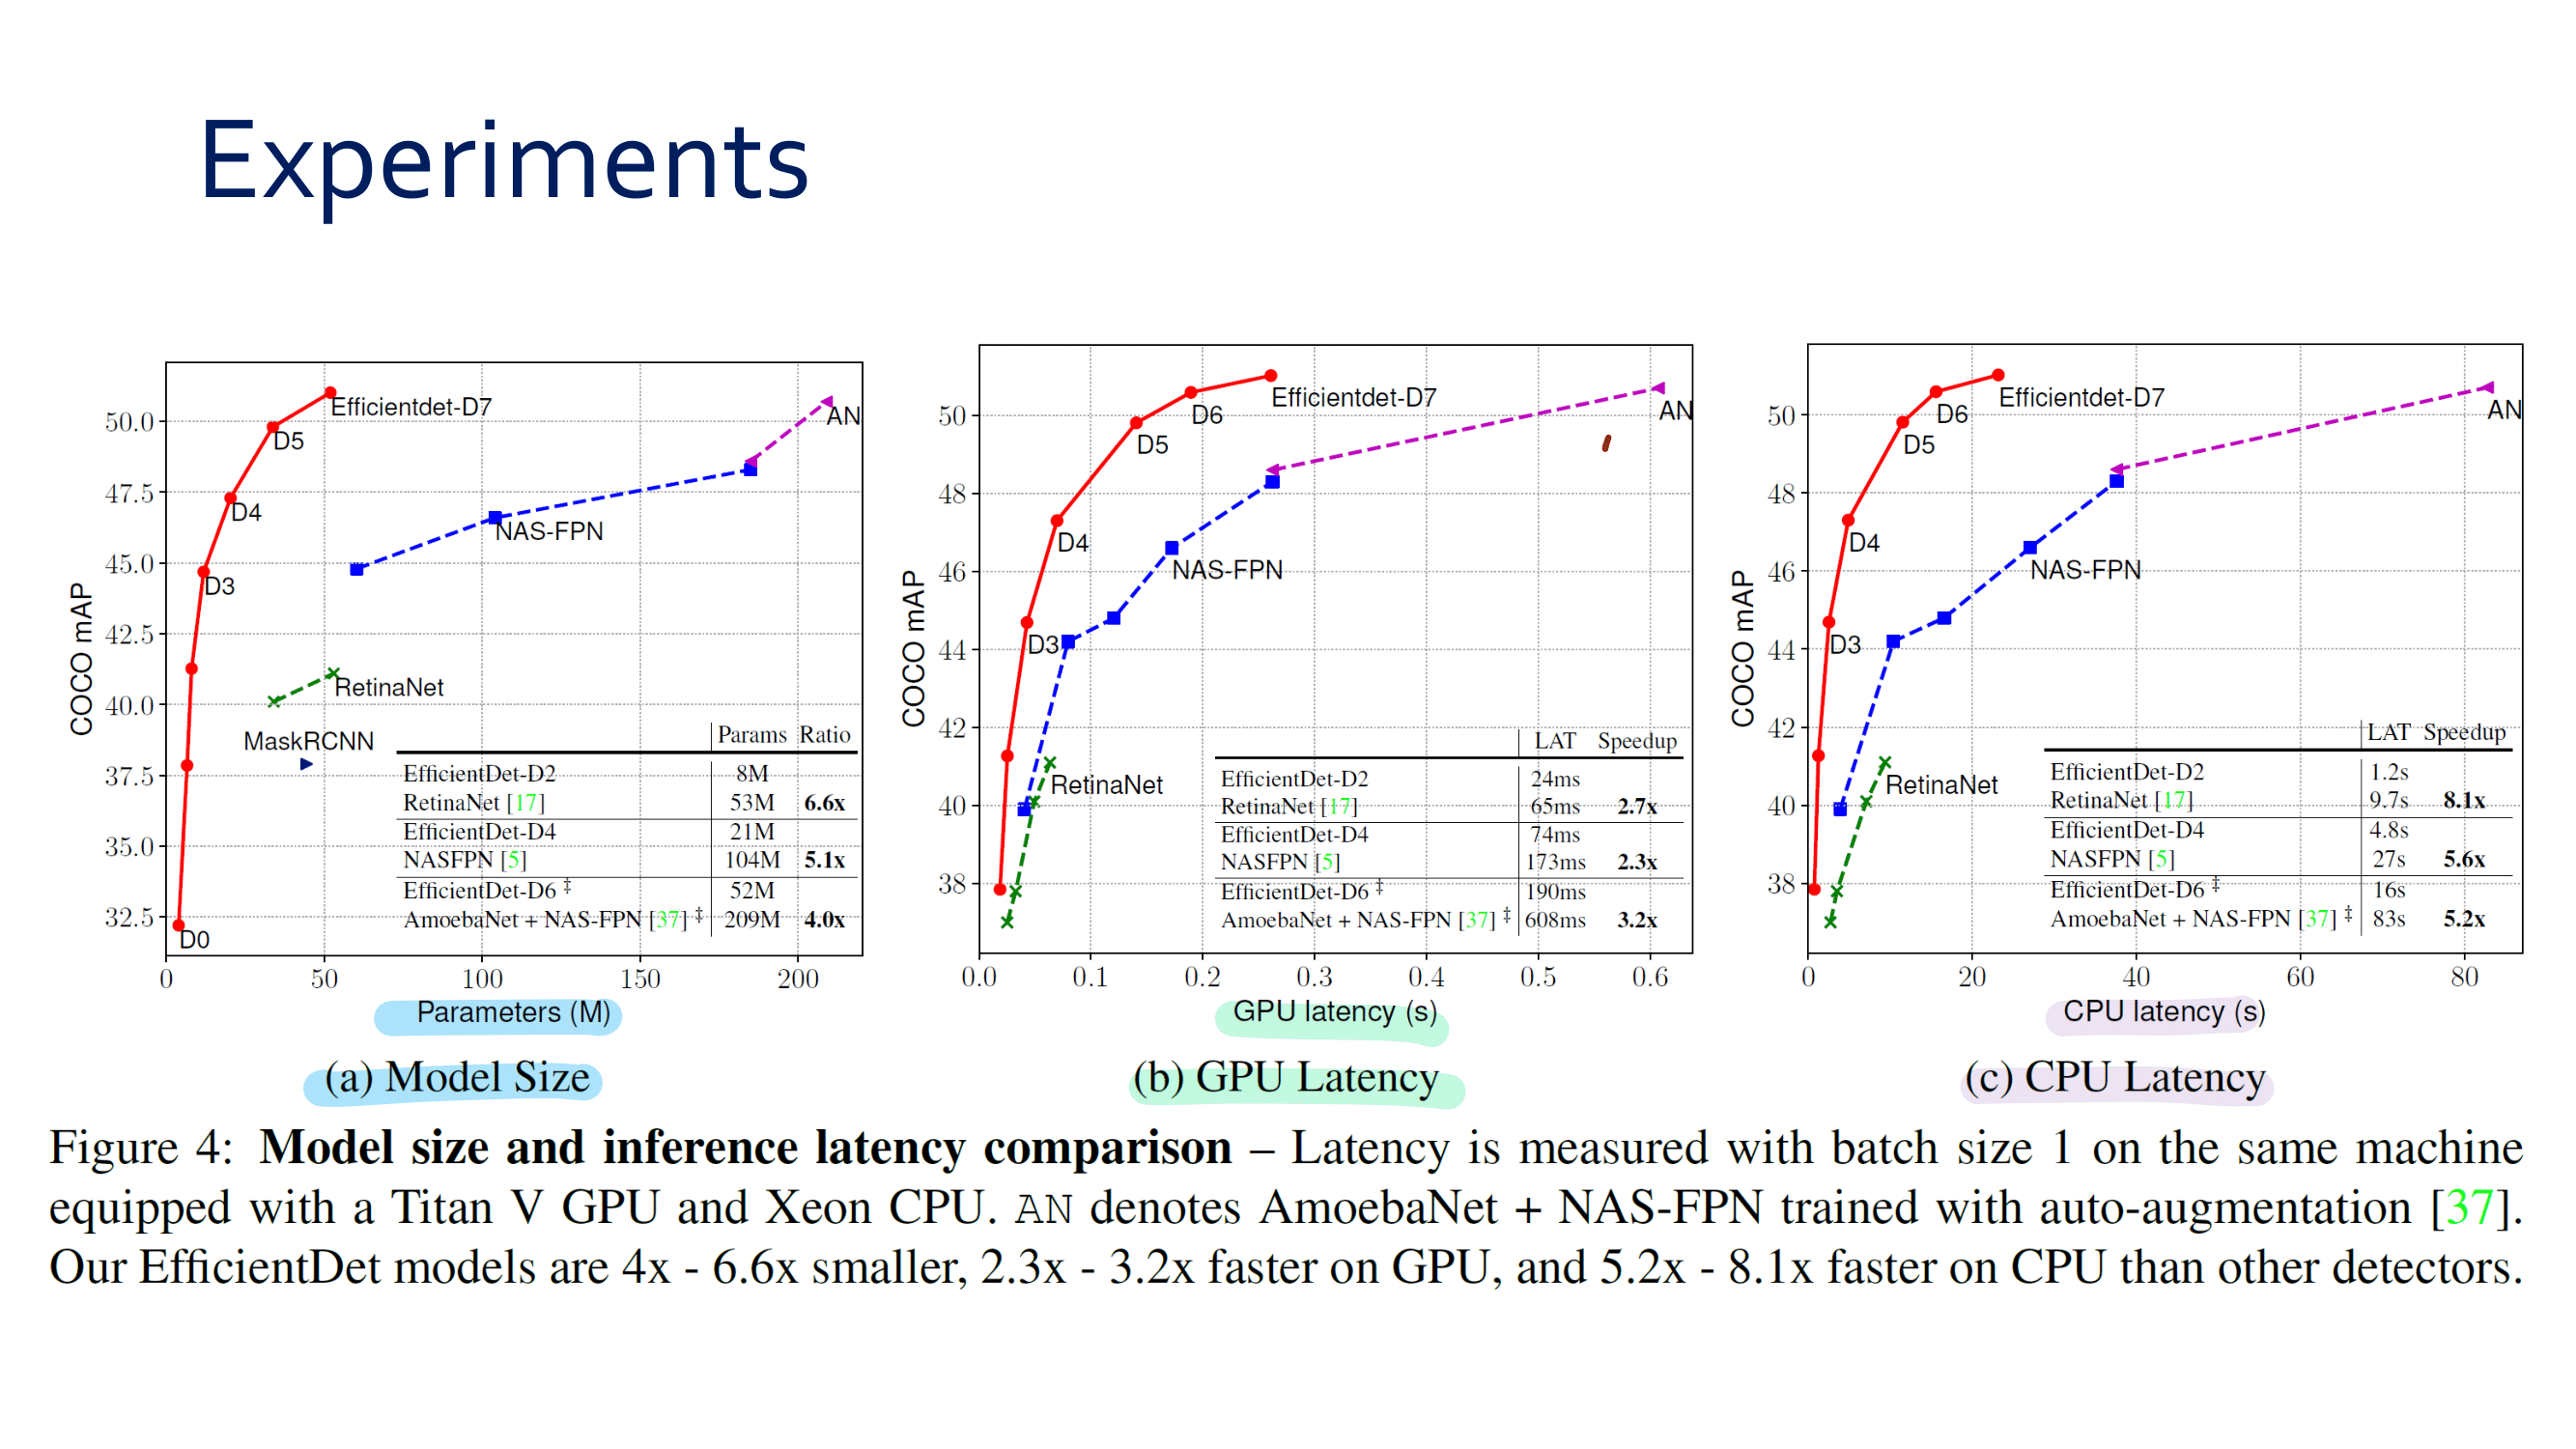 Experiments
COCO mAP
50.0
47.5
45.0
42.5
40.0
37.5
35.0
32.5
0 50 100 150 200
Efficientdet-D7
AN
D5
D4
NAS-FPN
D3
RetinaNet
MaskRCNN
D0
Params Ratio
EfficientDet-D2 8M
RetinaNet [17] 53M 6.6x
EfficientDet-D4 21M
NASFPN [5] 104M 5.1x
EfficientDet-D6 ‡ 52M
AmoebaNet + NAS-FPN [37] ‡ 209M 4.0x
Parameters (M)
(a) Model Size
COCO mAP
50
48
46
44
42
40
38
0.0 0.1 0.2 0.3 0.4 0.5 0.6
Efficientdet-D7
AN
D6
D5
D4
NAS-FPN
D3
RetinaNet
LAT Speedup
EfficientDet-D2 24ms
RetinaNet [17] 65ms 2.7x
EfficientDet-D4 74ms
NASFPN [5] 173ms 2.3x
EfficientDet-D6 ‡ 190ms
AmoebaNet + NAS-FPN [37] ‡ 608ms 3.2x
GPU latency (s)
(b) GPU Latency
COCO mAP
50
48
46
44
42
40
38
0 20 40 60 80
Efficientdet-D7
AN
D6
D5
D4
NAS-FPN
D3
RetinaNet
LAT Speedup
EfficientDet-D2 1.2s
RetinaNet [17] 9.7s 8.1x
EfficientDet-D4 4.8s
NASFPN [5] 27s 5.6x
EfficientDet-D6 ‡ 16s
AmoebaNet + NAS-FPN [37] ‡ 83s 5.2x
CPU latency (s)
(c) CPU Latency
Figure 4: Model size and inference latency comparison – Latency is measured with batch size 1 on the same machine
equipped with a Titan V GPU and Xeon CPU. AN denotes AmoebaNet + NAS-FPN trained with auto-augmentation [37].
Our EfficientDet models are 4x - 6.6x smaller, 2.3x - 3.2x faster on GPU, and 5.2x - 8.1x faster on CPU than other detectors.